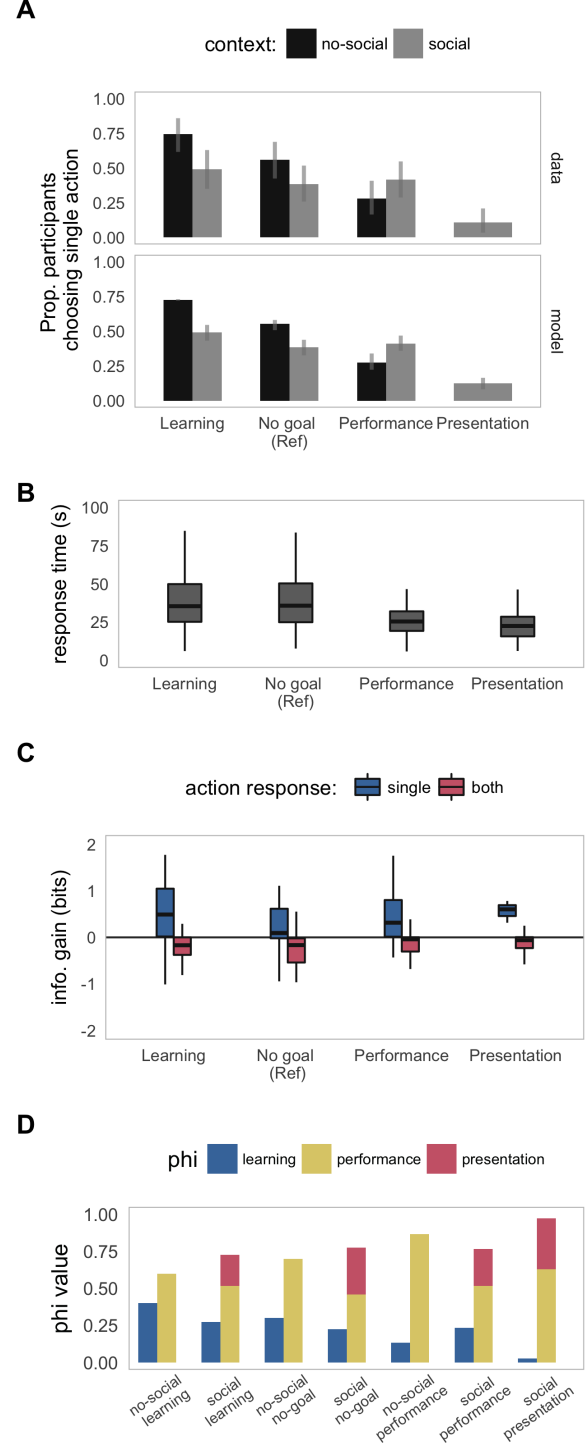 A
context: no-social social
Prop. participants
choosing single action
1.00
0.75
0.50
0.25
0.00
data
1.00
0.75
0.50
0.25
0.00
model
Learning No goal Performance Presentation
(Ref)
B
response time (s)
100
75
50
25
0
Learning No goal Performance Presentation
(Ref)
C
action response: single both
info. gain (bits)
2
1
0
-1
-2
Learning No goal Performance Presentation
(Ref)
D
phi learning performance presentation
phi value
1.00
0.75
0.50
0.25
0.00
no-social
learning
social
learning
no-social
no-goal
social
no-goal
no-social
performance
social
performance
social
presentation